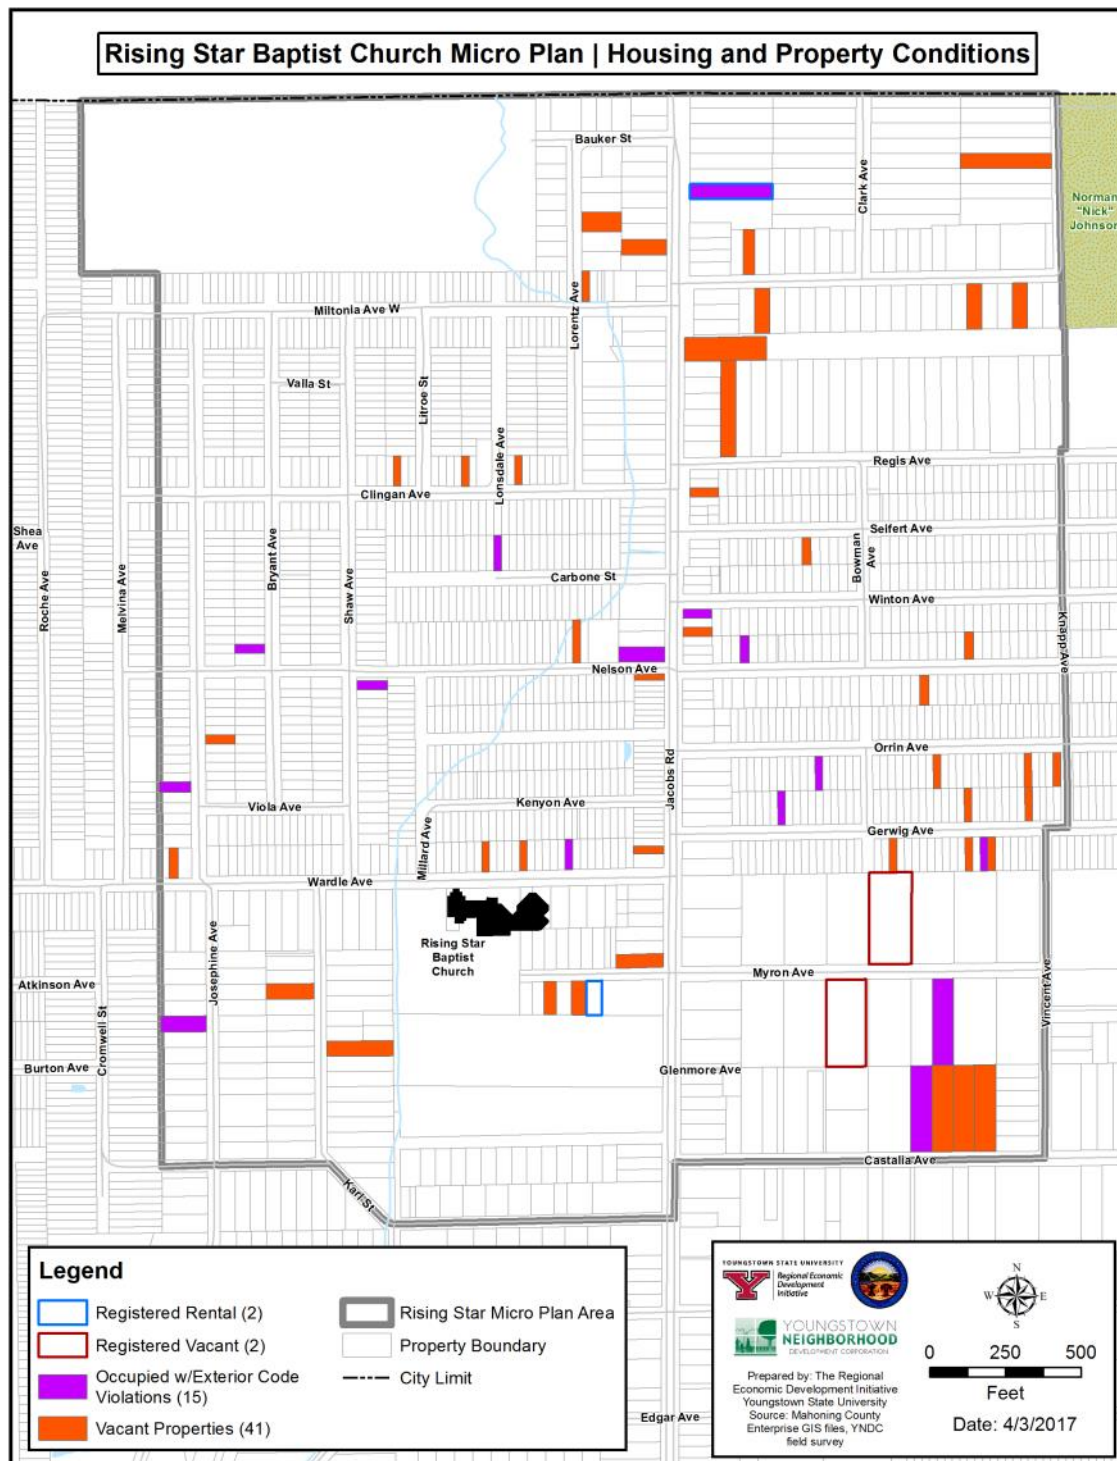 Rising Star Baptist Church Micro Plan | Housing and Property Conditions
Bauker St
Clark Ave
Norman
"Nick"
Johnson
Lorentz Ave
Miltonia Ave W
Valla St
Litroe St
Lonsdale Ave
Regis Ave
Clingan Ave
Shea
Ave
Seifert Ave
Bowman
Ave
Bryant Ave
Carbone St
Shaw Ave
Roche Ave
Melvina Ave
Winton Ave
Knapp Ave
Nelson Ave
Orrin Ave
Jacobs Rd
Viola Ave
Kenyon Ave
Millard Ave
Gerwig Ave
Wardle Ave
Rising Star
Baptist
Church
Josephine Ave
Myron Ave
Vincent Ave
Atkinson Ave
Cromwell St
Burton Ave
Glenmore Ave
Castalia Ave
Karl St
Edgar Ave
Legend
Registered Rental (2)
Registered Vacant (2)
Occupied w/Exterior Code
Violations (15)
Vacant Properties (41)
Rising Star Micro Plan Area
Property Boundary
City Limit
YOUNGSTOWN STATE UNIVERSITY
Y
Regional Economic
Development
Initiative
YOUNGSTOWN
NEIGHBORHOOD
DEVELOPMENT CORPORATION
Prepared by: The Regional
Economic Development Initiative
Youngstown State University
Source: Mahoning County
Enterprise GIS files, YNDC
field survey
N
W E
S
0 250 500
Feet
Date: 4/3/2017